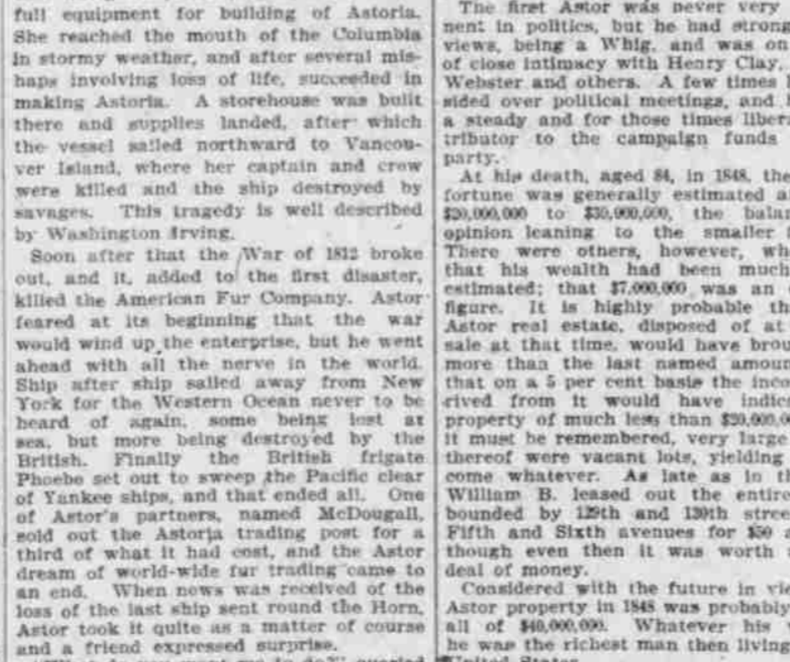 full equipment for building of Astoria.
She reached the mouth of the Columbia
in stormy weather, and after several mis-
haps involving loss of life, succeeded in
making Astoria. A storehouse was built
there and supplies landed, after which
the vessel sailed northward to Vancou-
ver Island, where her captain and crew
were killed and the ship destroyed by
savages. This tragedy is well described
by Washington Irving.
Soon after that the War of 1812 broke
out, and it, added to the first disaster,
killed the American Fur Company. Astor
feared at its beginning that the war
would wind up the enterprise, but he went
ahead with all the nerve in the world.
Ship after ship sailed away from New
York for the Western Ocean never to be
heard of again, some being lost at
sea, but more being destroyed by the
British. Finally the British frigate
Phoebe set out to sweep the Pacific clear
of Yankee ships, and that ended all. One
of Astor's partners, named McDougall,
sold out the Astoria trading post for a
third of what it had cost, and the Astor
dream of world-wide fur trading came to
an end. When news was received of the
loss of the last ship sent round the Horn,
Astor took it quite as a matter of course
and a friend expressed surprise.
The first Astor was never very
nent in politics, but he had strong
views, being a Whig, and was on
of close intimacy with Henry Clay,
Webster and others. A few times
sided over political meetings, and
a steady and for those times liber
tributor to the campaign funds
party.
At his death, aged 84, in 1848, the
fortune was generally estimated a
$20,000,000 to $30,000,000, the balan
opinion leaning to the smaller
There were others, however, wh
that his wealth had been much
estimated; that $7,000,000 was an
figure. It is highly probable th
Astor real estate, disposed of at
sale at that time, would have brou
more than the last named amoun
that on a 5 per cent basis the inco
rived from it would have indic
property of much less than $20,000,0
it must be remembered, very large
thereof were vacant lots, yielding
come whatever. As late as in th
William B. leased out the entire
bounded by 129th and 130th stree
Fifth and Sixth avenues for $50 a
though even then it was worth
deal of money.
Considered with the future in vie
Astor property in 1848 was probably
all of $40,000,000. Whatever his
he was the richest man then living
United States.